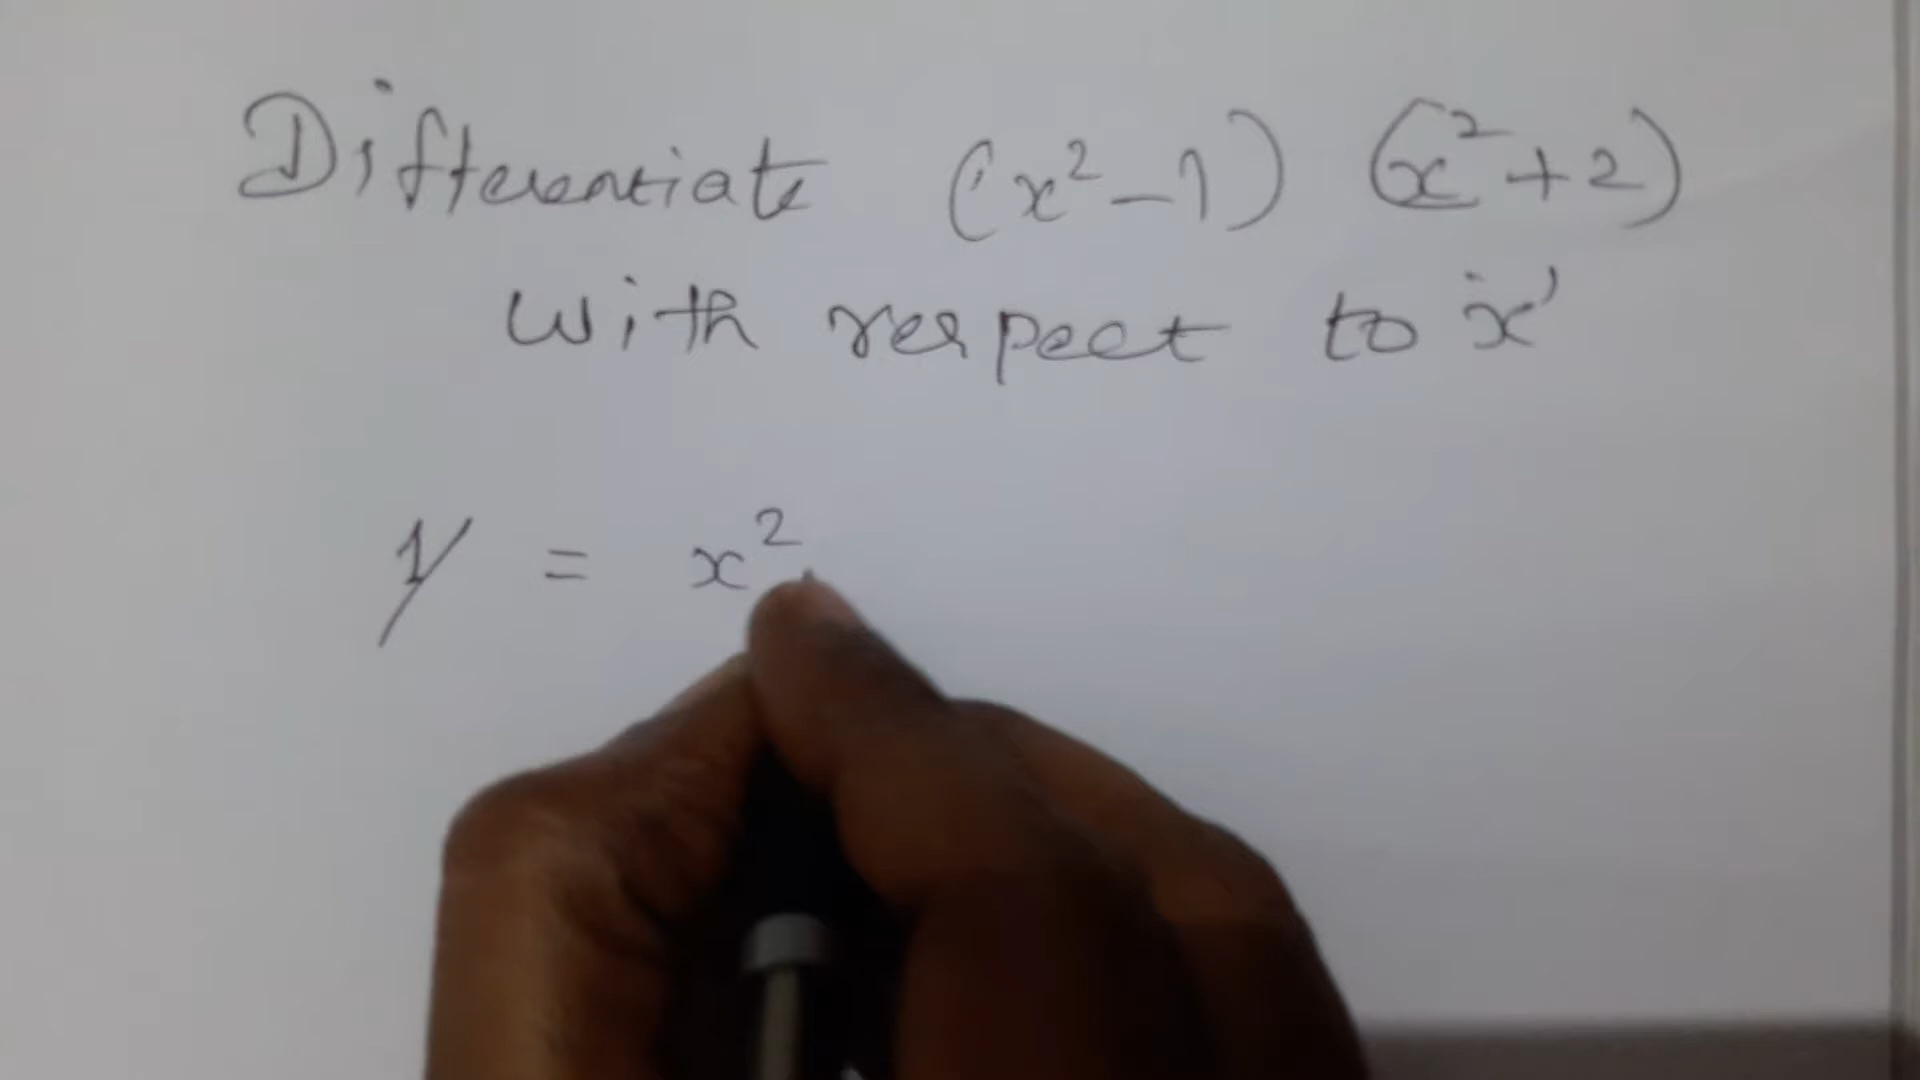 Differentiate (x²-1) (x²+2)
with respect to 'x'
y = x²